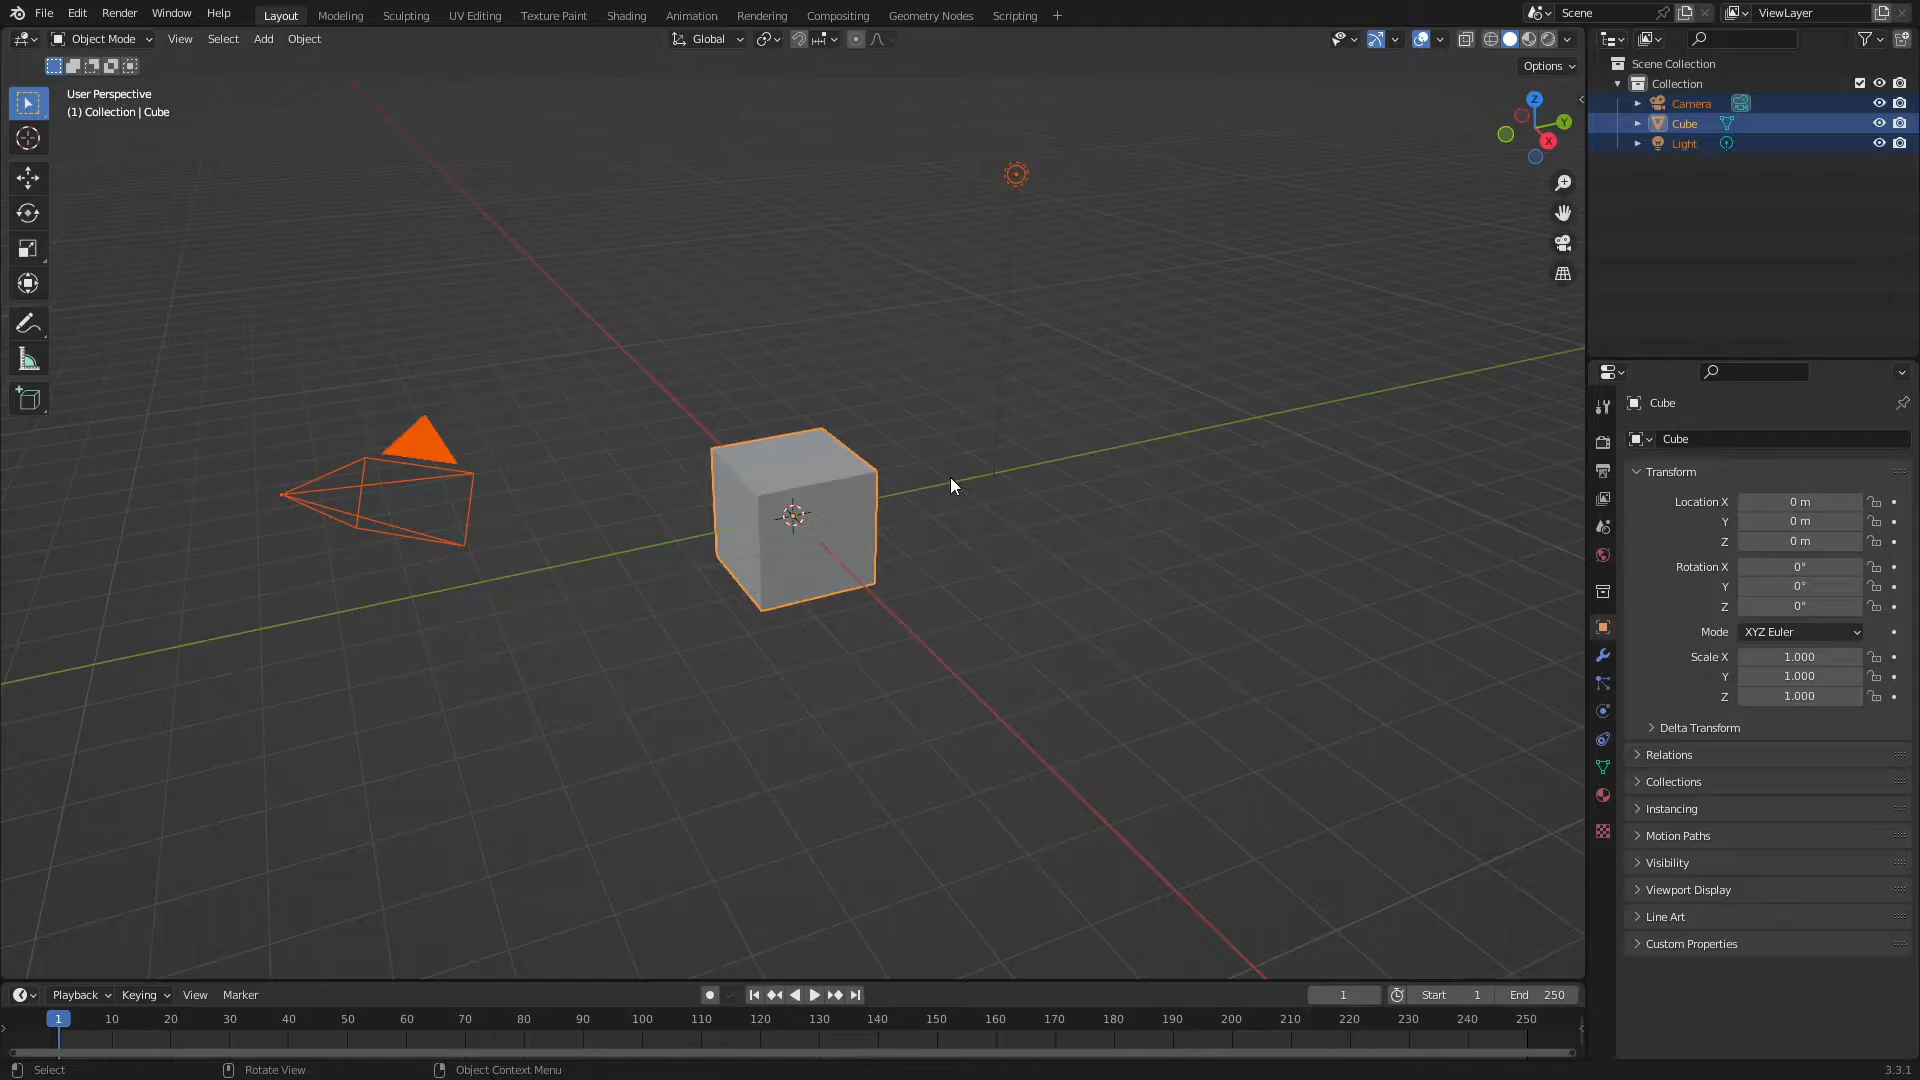 File Edit Render Window Help Layout Modeling Sculpting UV Editing Texture Paint Shading Animation Rendering Compositing Geometry Nodes Scripting + Scene ViewLayer
Object Mode View Select Add Object Global
Options
User Perspective
(1) Collection | Cube
Z
Y
X
Scene Collection
Collection
Camera
Cube
Light
Cube
Cube
Transform
Location X 0 m
Y 0 m
Z 0 m
Rotation X 0°
Y 0°
Z 0°
Mode XYZ Euler
Scale X 1.000
Y 1.000
Z 1.000
Delta Transform
Relations
Collections
Instancing
Motion Paths
Visibility
Viewport Display
Line Art
Custom Properties
Playback Keying View Marker 1 Start 1 End 250
1 10 20 30 40 50 60 70 80 90 100 110 120 130 140 150 160 170 180 190 200 210 220 230 240 250
Select Rotate View Object Context Menu 3.3.1